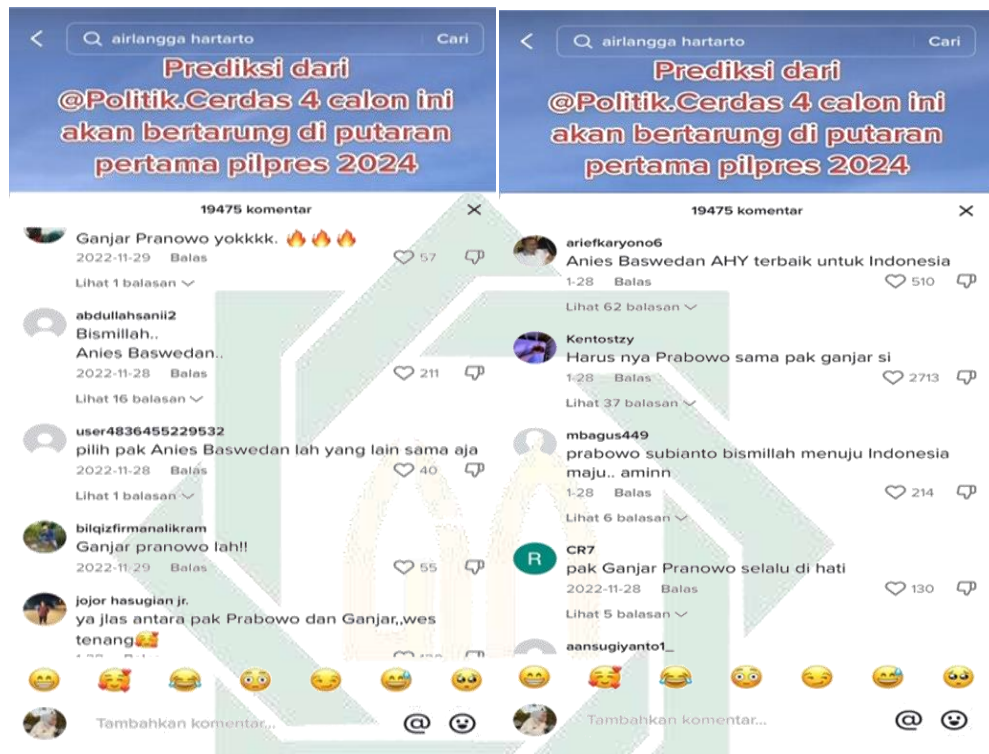 airlangga hartarto Cari
Prediksi dari
@Politik.Cerdas 4 calon ini
akan bertarung di putaran
pertama pilpres 2024
19475 komentar
Ganjar Pranowo yokkkk. 🔥🔥🔥
2022-11-29 Balas 57
Lihat 1 balasan
abdullahsanii2
Bismillah..
Anies Baswedan..
2022-11-28 Balas 211
Lihat 16 balasan
user4836455229532
pilih pak Anies Baswedan lah yang lain sama aja
2022-11-28 Balas 40
Lihat 1 balasan
bilqizfirmanalikram
Ganjar pranowo lah!!
2022-11-29 Balas 55
jojor hasugian jr.
ya jlas antara pak Prabowo dan Ganjar,,wes
tenang🥰
Tambahkan komentar...
airlangga hartarto Cari
Prediksi dari
@Politik.Cerdas 4 calon ini
akan bertarung di putaran
pertama pilpres 2024
19475 komentar
ariefkaryono6
Anies Baswedan AHY terbaik untuk Indonesia
1-28 Balas 510
Lihat 62 balasan
Kentostzy
Harus nya Prabowo sama pak ganjar si
1-28 Balas 2713
Lihat 37 balasan
mbagus449
prabowo subianto bismillah menuju Indonesia
maju.. aminn
1-28 Balas 214
Lihat 6 balasan
R
CR7
pak Ganjar Pranowo selalu di hati
2022-11-28 Balas 130
Lihat 5 balasan
aansugiyanto1_
Tambahkan komentar...